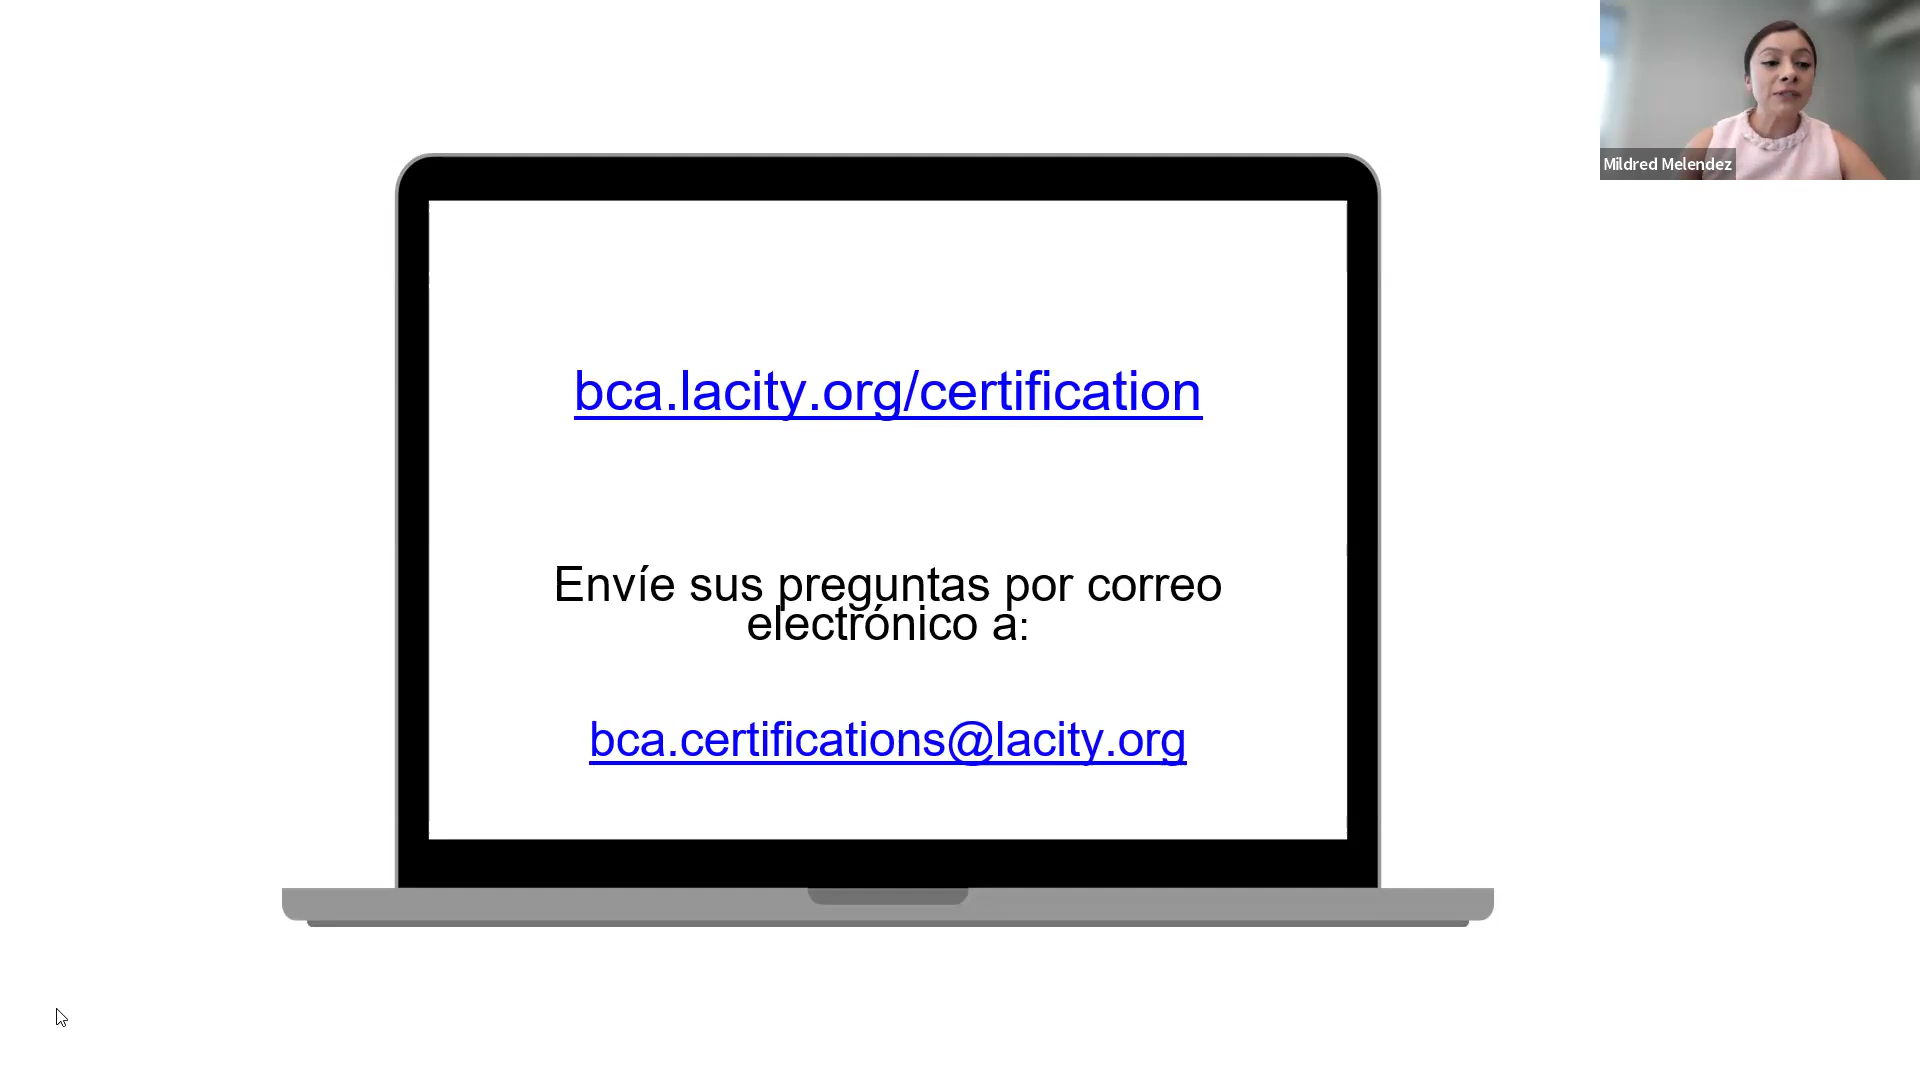 Mildred Melendez
bca.lacity.org/certification
Envíe sus preguntas por correo
electrónico a:
bca.certifications@lacity.org